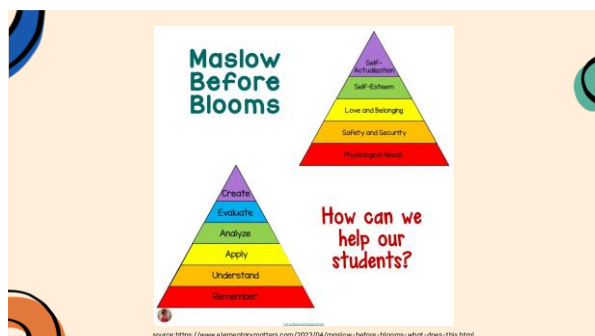 Maslow
Before
Blooms
Self-
Actualization
Self-Esteem
Love and Belonging
Safety and Security
Physiological Needs
Create
Evaluate
Analyze
Apply
Understand
Remember
How can we
help our
students?
source:https://www.elementarymatters.com/2023/04/maslow-before-blooms-what-does-this.html